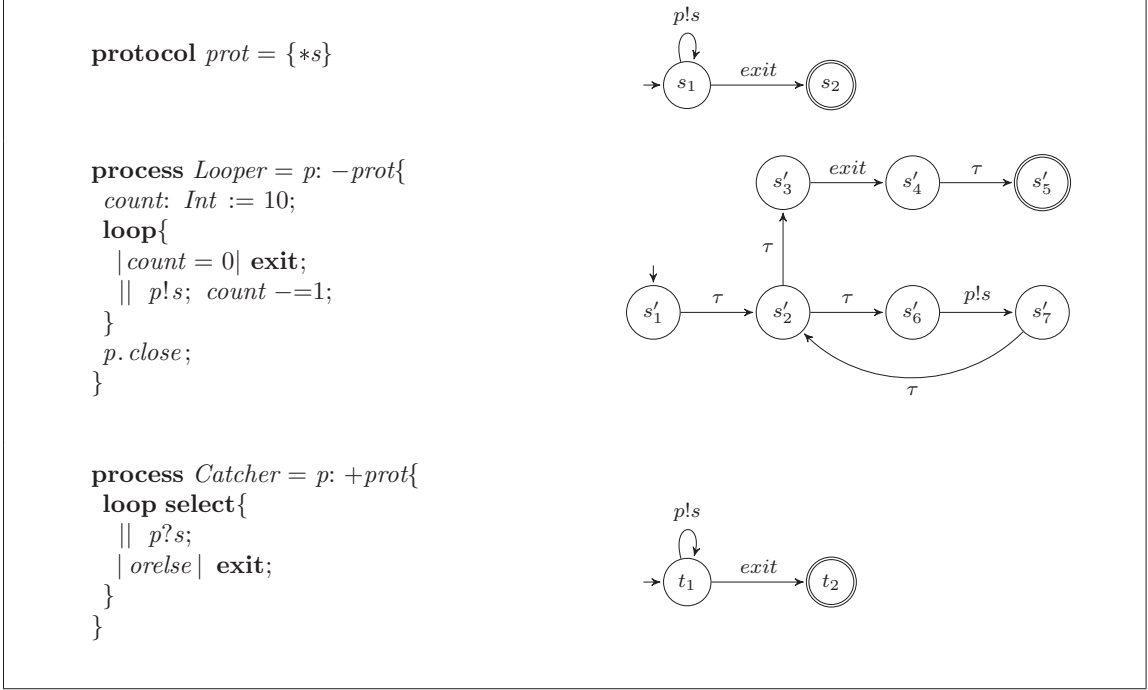 protocol prot = {∗s}
p!s
exit
s₁
s₂
process Looper = p: −prot{
count: Int := 10;
loop{
|count = 0| exit;
|| p!s; count −=1;
}
p.close;
}
s′₃
exit
s′₄
τ
s′₅
τ
s′₁
τ
s′₂
τ
s′₆
p!s
s′₇
τ
process Catcher = p: +prot{
loop select{
|| p?s;
| orelse | exit;
}
}
p!s
exit
t₁
t₂